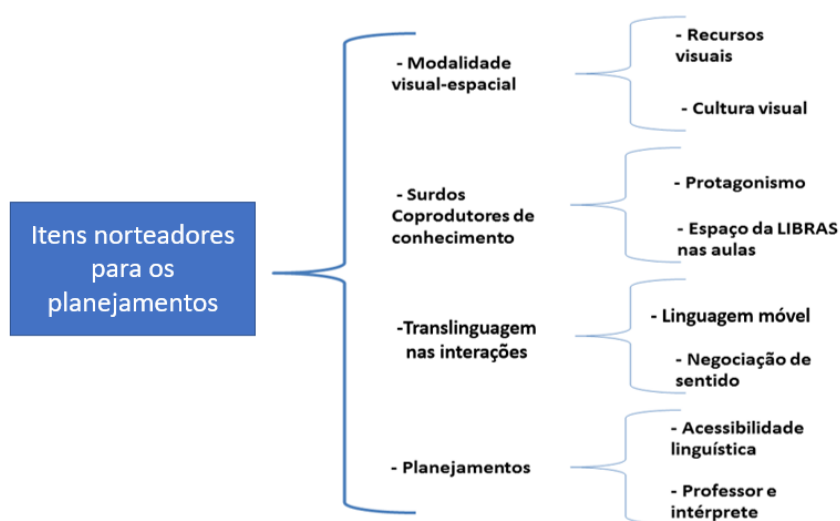 Itens norteadores
para os
planejamentos
- Modalidade
visual-espacial
- Recursos
visuais
- Cultura visual
- Surdos
Coprodutores de
conhecimento
- Protagonismo
- Espaço da LIBRAS
nas aulas
-Translinguagem
nas interações
- Linguagem móvel
- Negociação de
sentido
- Planejamentos
- Acessibilidade
linguística
- Professor e
intérprete